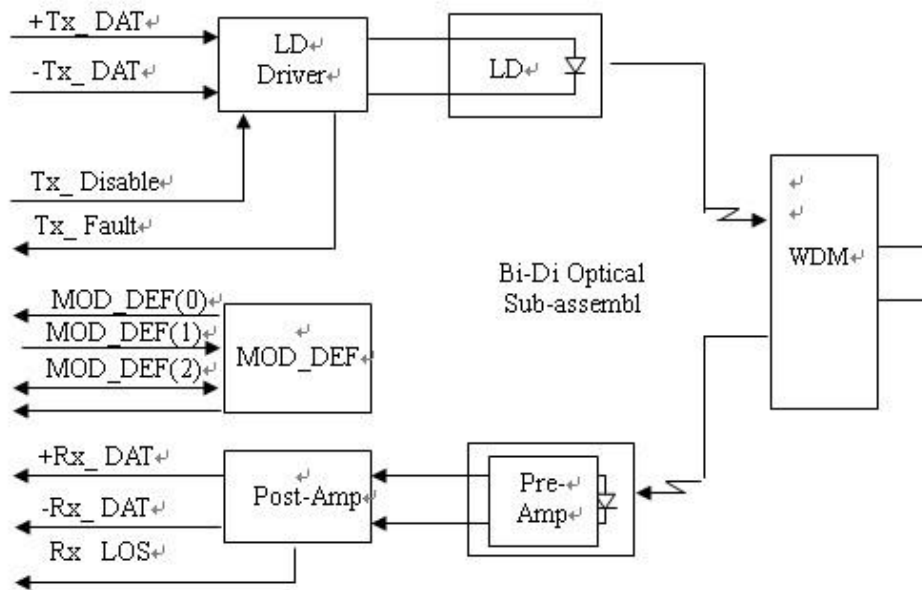 +Tx_ DAT↵
-Tx_ DAT↵
LD↵
Driver↵
LD↵
Tx_ Disable↵
Tx_ Fault↵
↵
↵
WDM↵
Bi-Di Optical
Sub-assembl
MOD_DEF(0)↵
MOD_DEF(1)↵
MOD_DEF(2)↵
↵
MOD_DEF↵
+Rx_ DAT↵
-Rx_ DAT↵
Rx LOS↵
↵
Post-Amp↵
Pre-
Amp↵